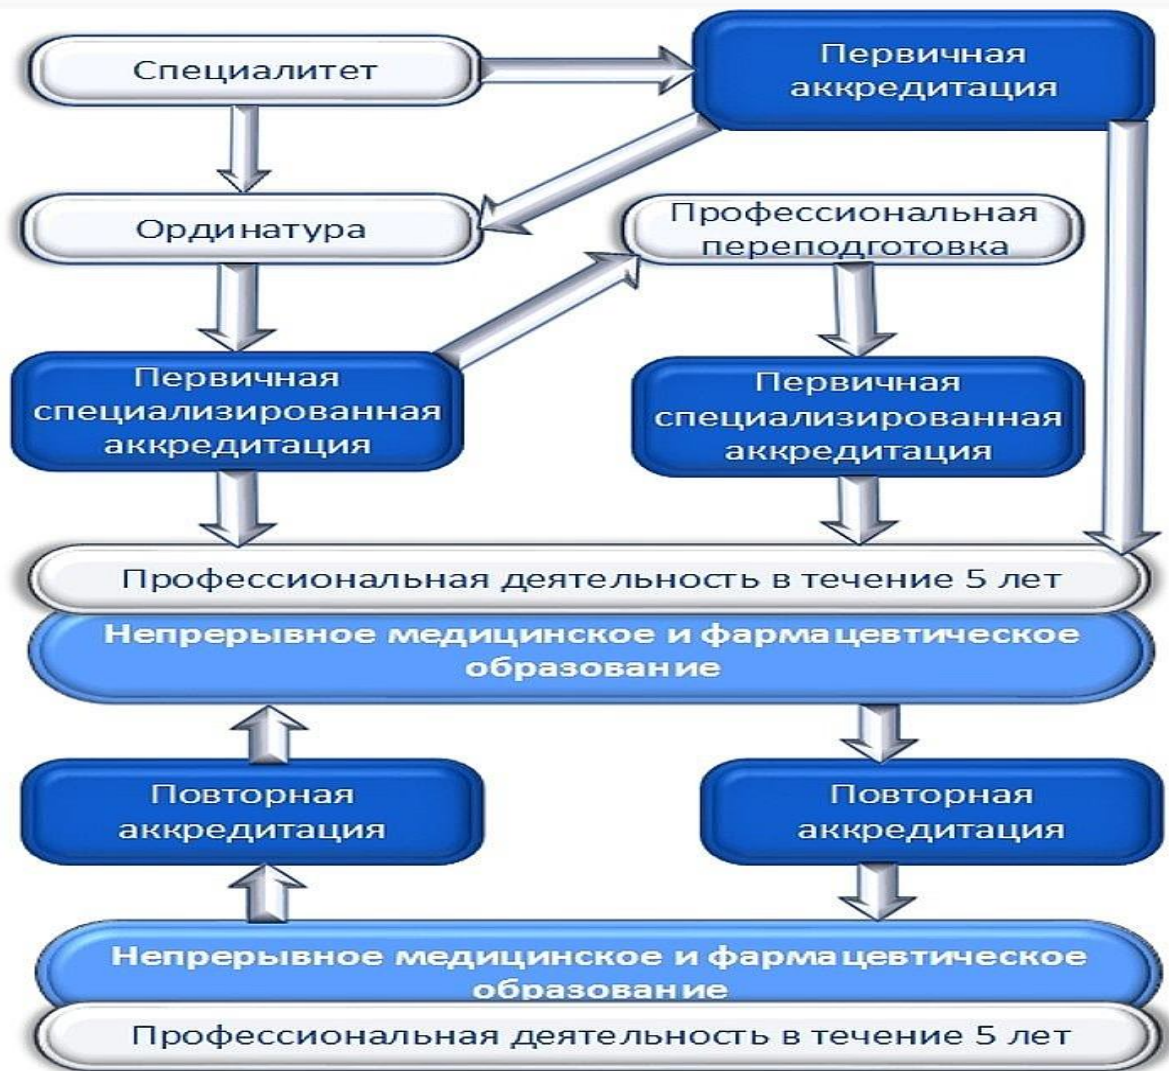 Специалитет
Первичная
аккредитация
Ординатура
Профессиональная
переподготовка
Первичная
специализированная
аккредитация
Первичная
специализированная
аккредитация
Профессиональная деятельность в течение 5 лет
Непрерывное медицинское и фармацевтическое
образование
Повторная
аккредитация
Повторная
аккредитация
Непрерывное медицинское и фармацевтическое
образование
Профессиональная деятельность в течение 5 лет